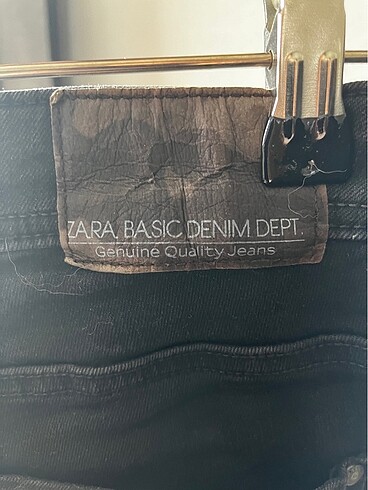 ZARA BASIC DENIM DEPT.
Genuine Quality Jeans